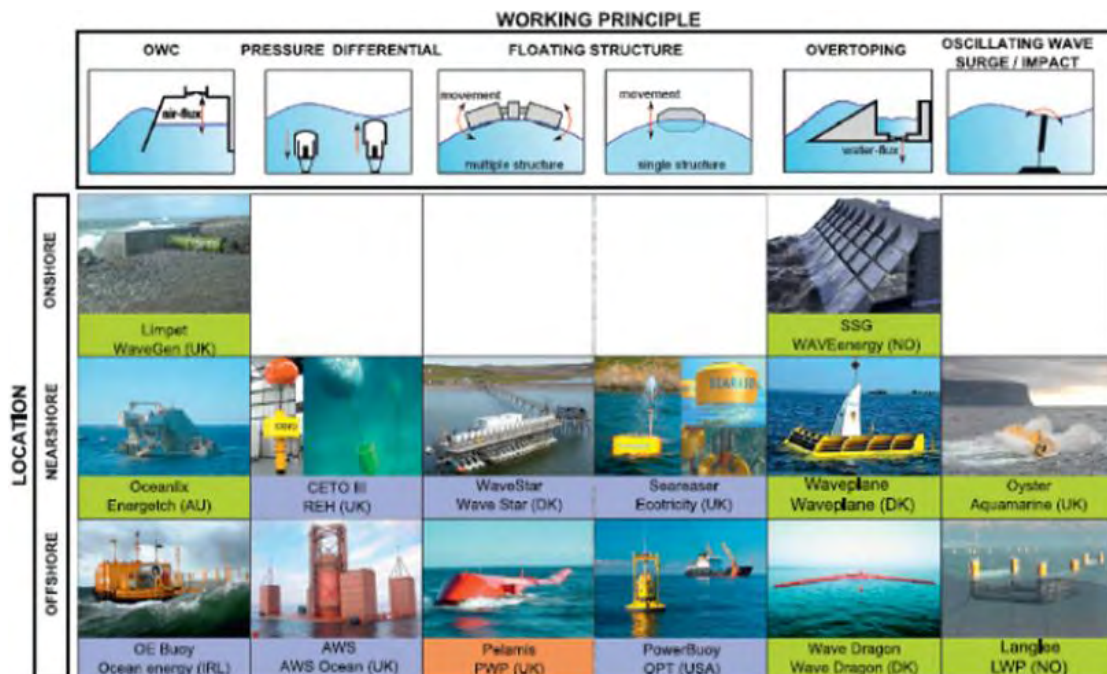 WORKING PRINCIPLE
OWC
PRESSURE DIFFERENTIAL
FLOATING STRUCTURE
OVERTOPING
OSCILLATING WAVE
SURGE / IMPACT
air-flux
movement
multiple structure
movement
single structure
water-flux
LOCATION
ONSHORE
Limpet
WaveGen (UK)
SSG
WAVEenergy (NO)
NEARSHORE
Oceanlix
Energetch (AU)
CETO III
REH (UK)
WaveStar
Wave Star (DK)
Seareaser
Ecotricity (UK)
Waveplane
Waveplane (DK)
Oyster
Aquamarine (UK)
OFFSHORE
OE Buoy
Ocean energy (IRL)
AWS
AWS Ocean (UK)
Pelamis
PWP (UK)
PowerBuoy
OPT (USA)
Wave Dragon
Wave Dragon (DK)
Langlee
LWP (NO)